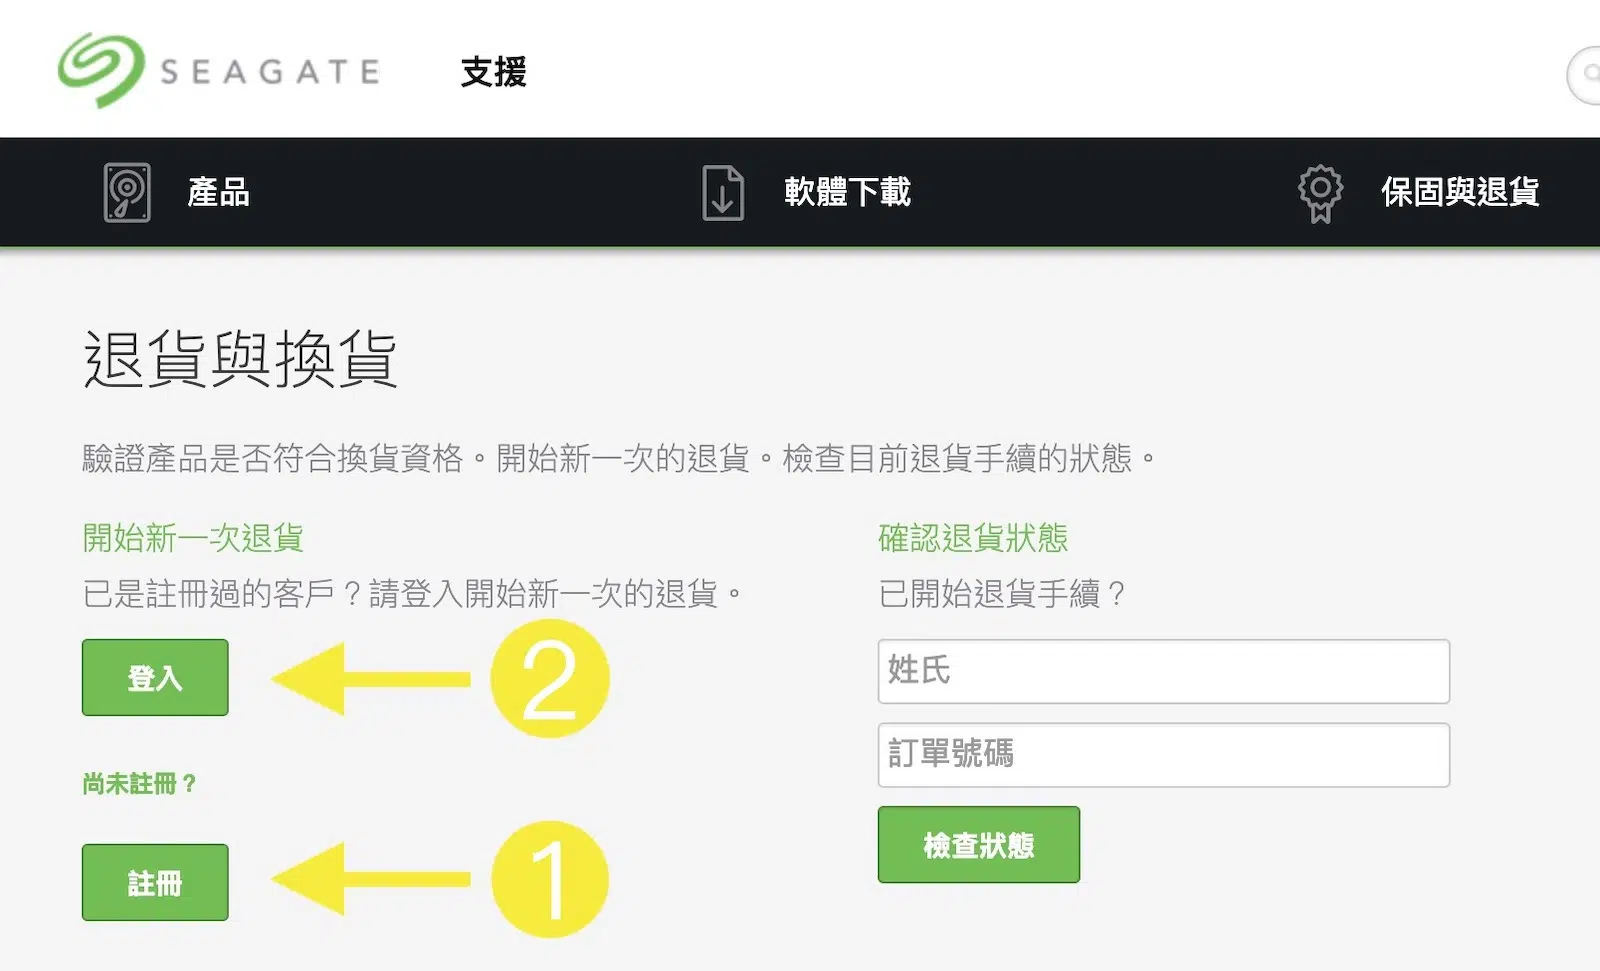 SEAGATE
支援
產品
軟體下載
保固與退貨
退貨與換貨
驗證產品是否符合換貨資格。開始新一次的退貨。檢查目前退貨手續的狀態。
開始新一次退貨
已是註冊過的客戶？請登入開始新一次的退貨。
登入
2
尚未註冊？
註冊
1
確認退貨狀態
已開始退貨手續？
姓氏
訂單號碼
檢查狀態